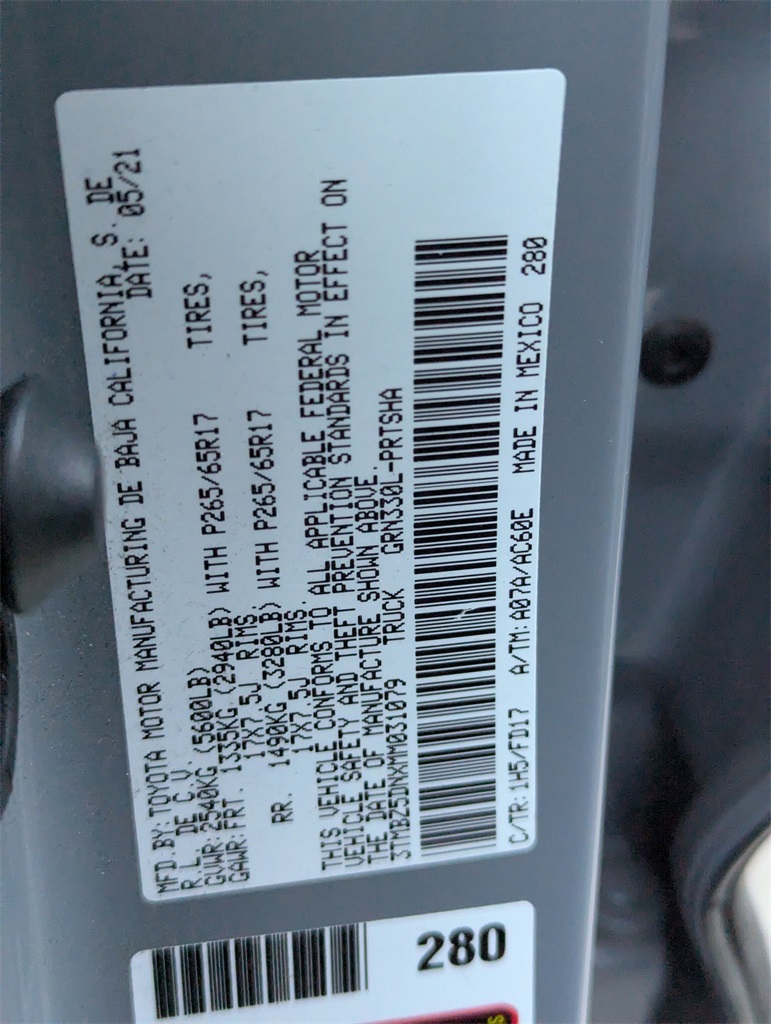 MFD.BY:TOYOTA MOTOR MANUFACTURING DE BAJA CALIFORNIA, S. DE
R.L. DE C.V. DATE: 05/21
GVWR:2540KG (5600LB)
GAWR:FRT. 1335KG (2940LB) WITH P265/65R17 TIRES,
17X7.5J RIMS
RR. 1490KG (3280LB) WITH P265/65R17 TIRES,
17X7.5J RIMS.
THIS VEHICLE CONFORMS TO ALL APPLICABLE FEDERAL MOTOR
VEHICLE SAFETY AND THEFT PREVENTION STANDARDS IN EFFECT ON
THE DATE OF MANUFACTURE SHOWN ABOVE.
3TMBZ5DNXMM031079 TRUCK GRN330L-PRTSHA
C/TR:1H5/FD17 A/TM:A07A/AC60E MADE IN MEXICO 280
280